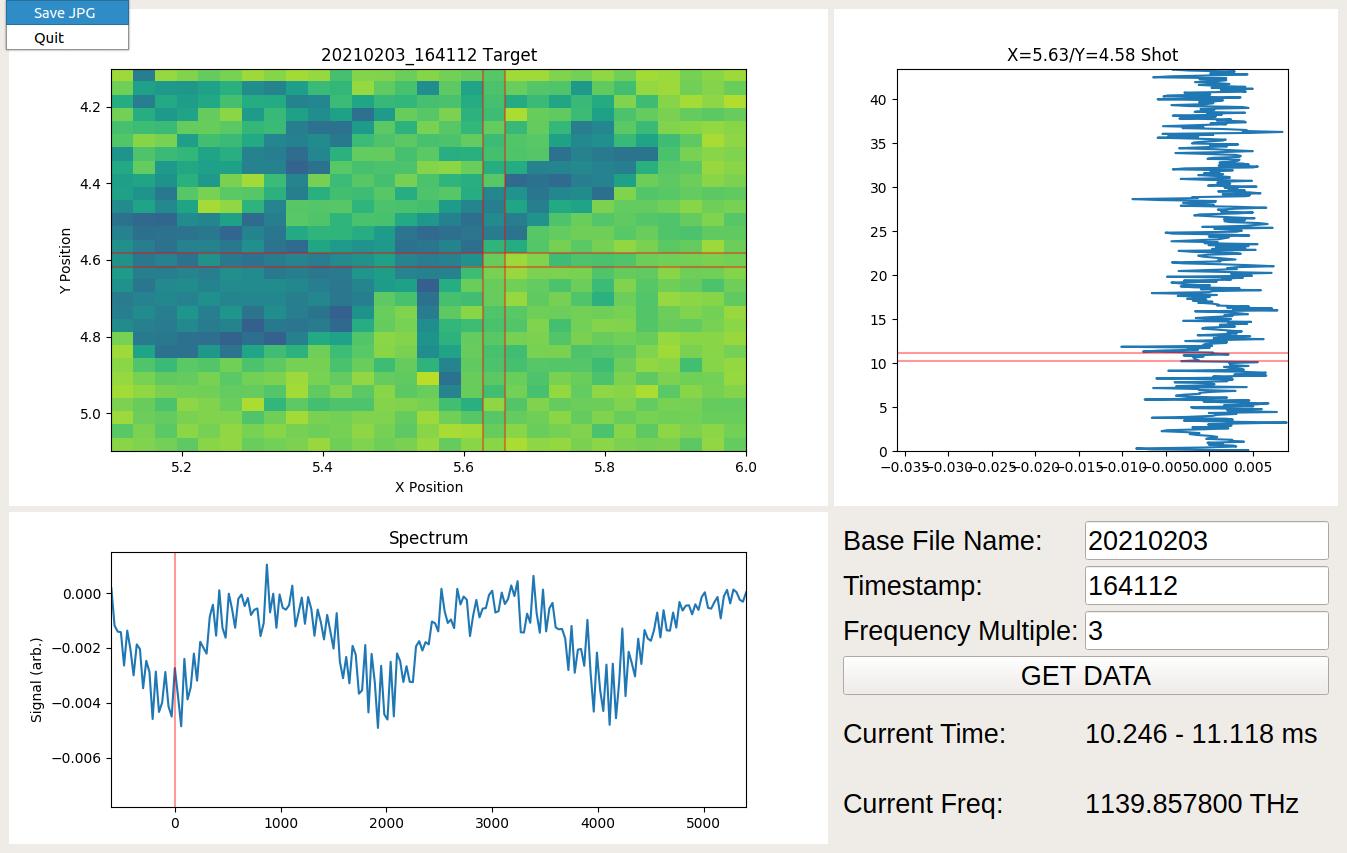 Save JPG
Quit
20210203_164112 Target
4.2
4.4
4.6
4.8
5.0
Y Position
5.2 5.4 5.6 5.8 6.0
X Position
X=5.63/Y=4.58 Shot
40
35
30
25
20
15
10
5
0
−0.035 −0.030 −0.025 −0.020 −0.015 −0.010 −0.005 0.000 0.005
Spectrum
0.000
−0.002
−0.004
−0.006
Signal (arb.)
0 1000 2000 3000 4000 5000
Base File Name: 20210203
Timestamp: 164112
Frequency Multiple: 3
GET DATA
Current Time: 10.246 - 11.118 ms
Current Freq: 1139.857800 THz